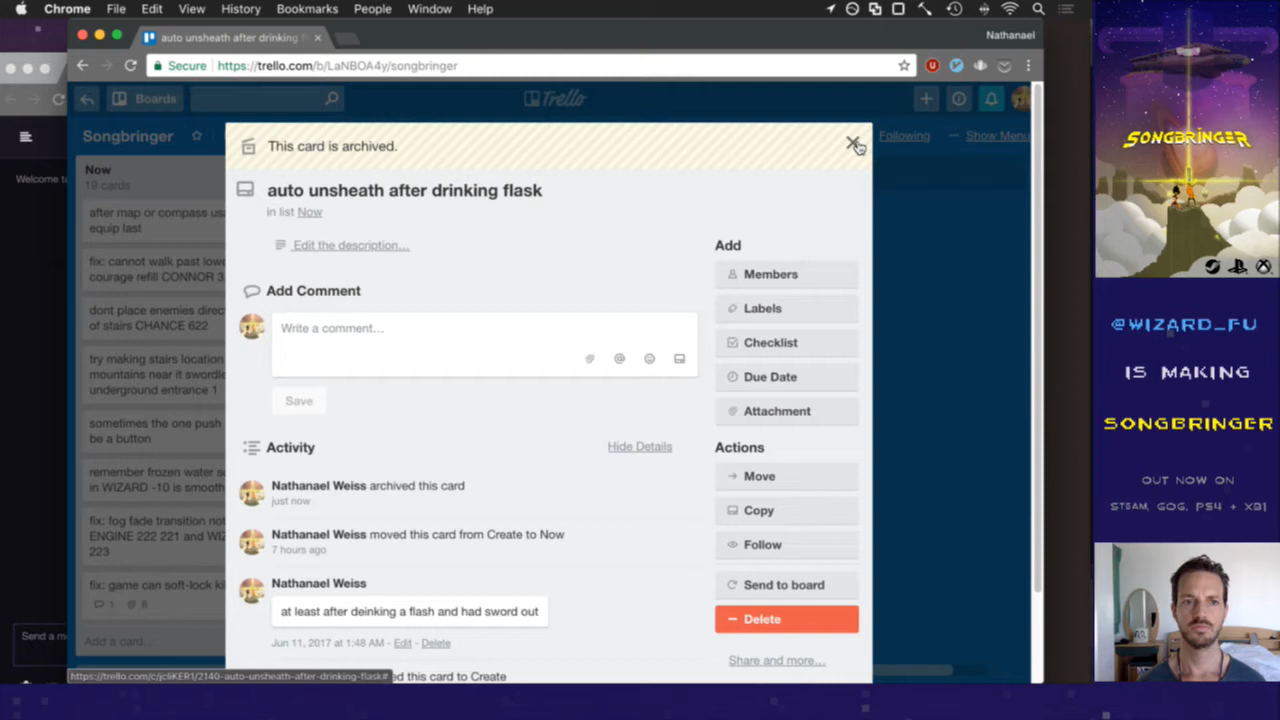 Chrome File Edit View History Bookmarks People Window Help
auto unsheath after drinking f
Nathanael
Secure https://trello.com/b/LaNBOA4y/songbringer
Boards
Trello
Songbringer
Following
Show Menu
Now
19 cards
after map or compass us
equip last
fix: cannot walk past low
courage refill CONNOR 3
dont place enemies direc
of stairs CHANCE 622
try making stairs location
mountains near it swordle
underground entrance 1
sometimes the one push
be a button
remember frozen water s
in WIZARD -10 is smooth
fix: fog fade transition not
ENGINE 222 221 and WIZ
223
fix: game can soft-lock ki
1 8
Add a card...
Welcome to
Send a m
This card is archived.
auto unsheath after drinking flask
in list Now
Edit the description...
Add Comment
Write a comment...
Save
Activity
Hide Details
Nathanael Weiss archived this card
just now
Nathanael Weiss moved this card from Create to Now
7 hours ago
Nathanael Weiss
at least after deinking a flash and had sword out
Jun 11, 2017 at 1:48 AM - Edit - Delete
ed this card to Create
Add
Members
Labels
Checklist
Due Date
Attachment
Actions
Move
Copy
Follow
Send to board
Delete
Share and more...
https://trello.com/c/jcliKER1/2140-auto-unsheath-after-drinking-flask#
SONGBRINGER
@WIZARD_FU
IS MAKING
SONGBRINGER
OUT NOW ON
STEAM, GOG, PS4 + XB1